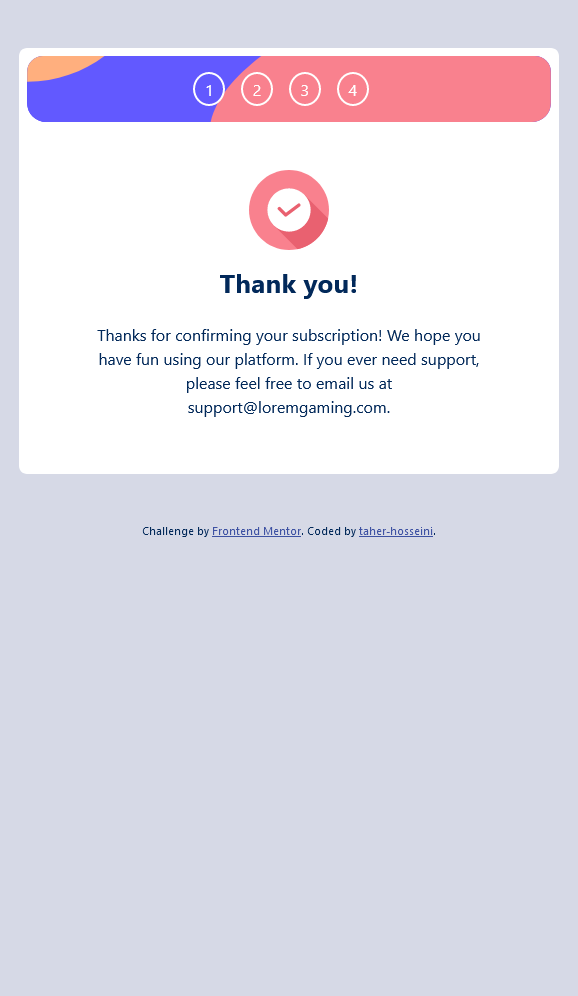 1 2 3 4
Thank you!
Thanks for confirming your subscription! We hope you
have fun using our platform. If you ever need support,
please feel free to email us at
support@loremgaming.com.
Challenge by Frontend Mentor. Coded by taher-hosseini.